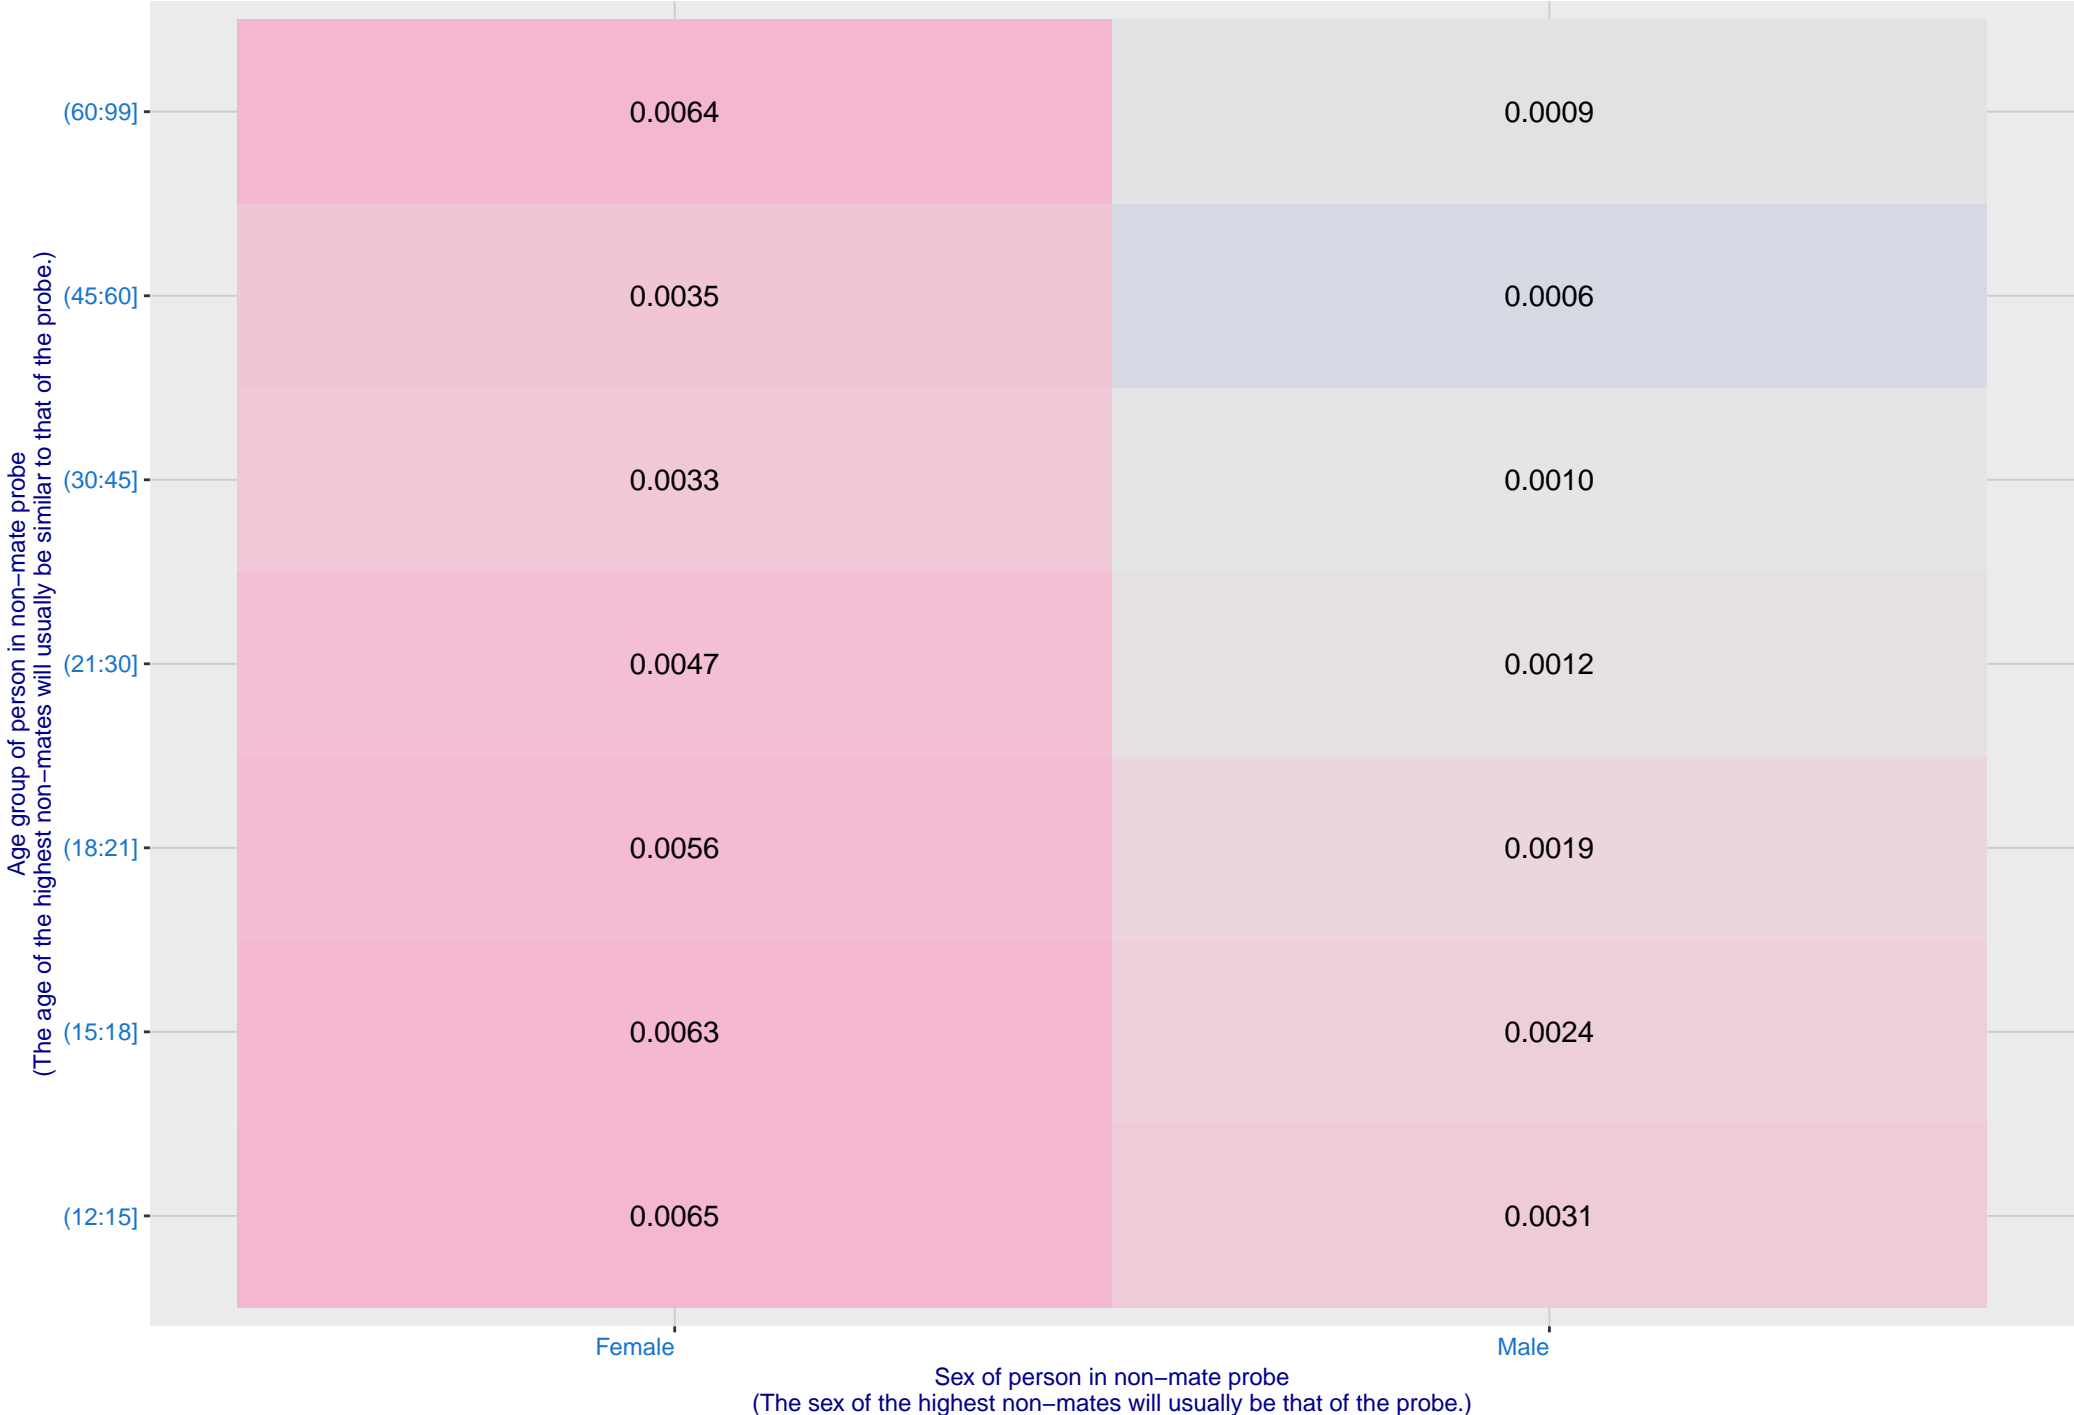 Age group of person in non−mate probe
(The age of the highest non−mates will usually be similar to that of the probe.)
(60:99] 0.0064 0.0009
(45:60] 0.0035 0.0006
(30:45] 0.0033 0.0010
(21:30] 0.0047 0.0012
(18:21] 0.0056 0.0019
(15:18] 0.0063 0.0024
(12:15] 0.0065 0.0031
Female Male
Sex of person in non−mate probe
(The sex of the highest non−mates will usually be that of the probe.)